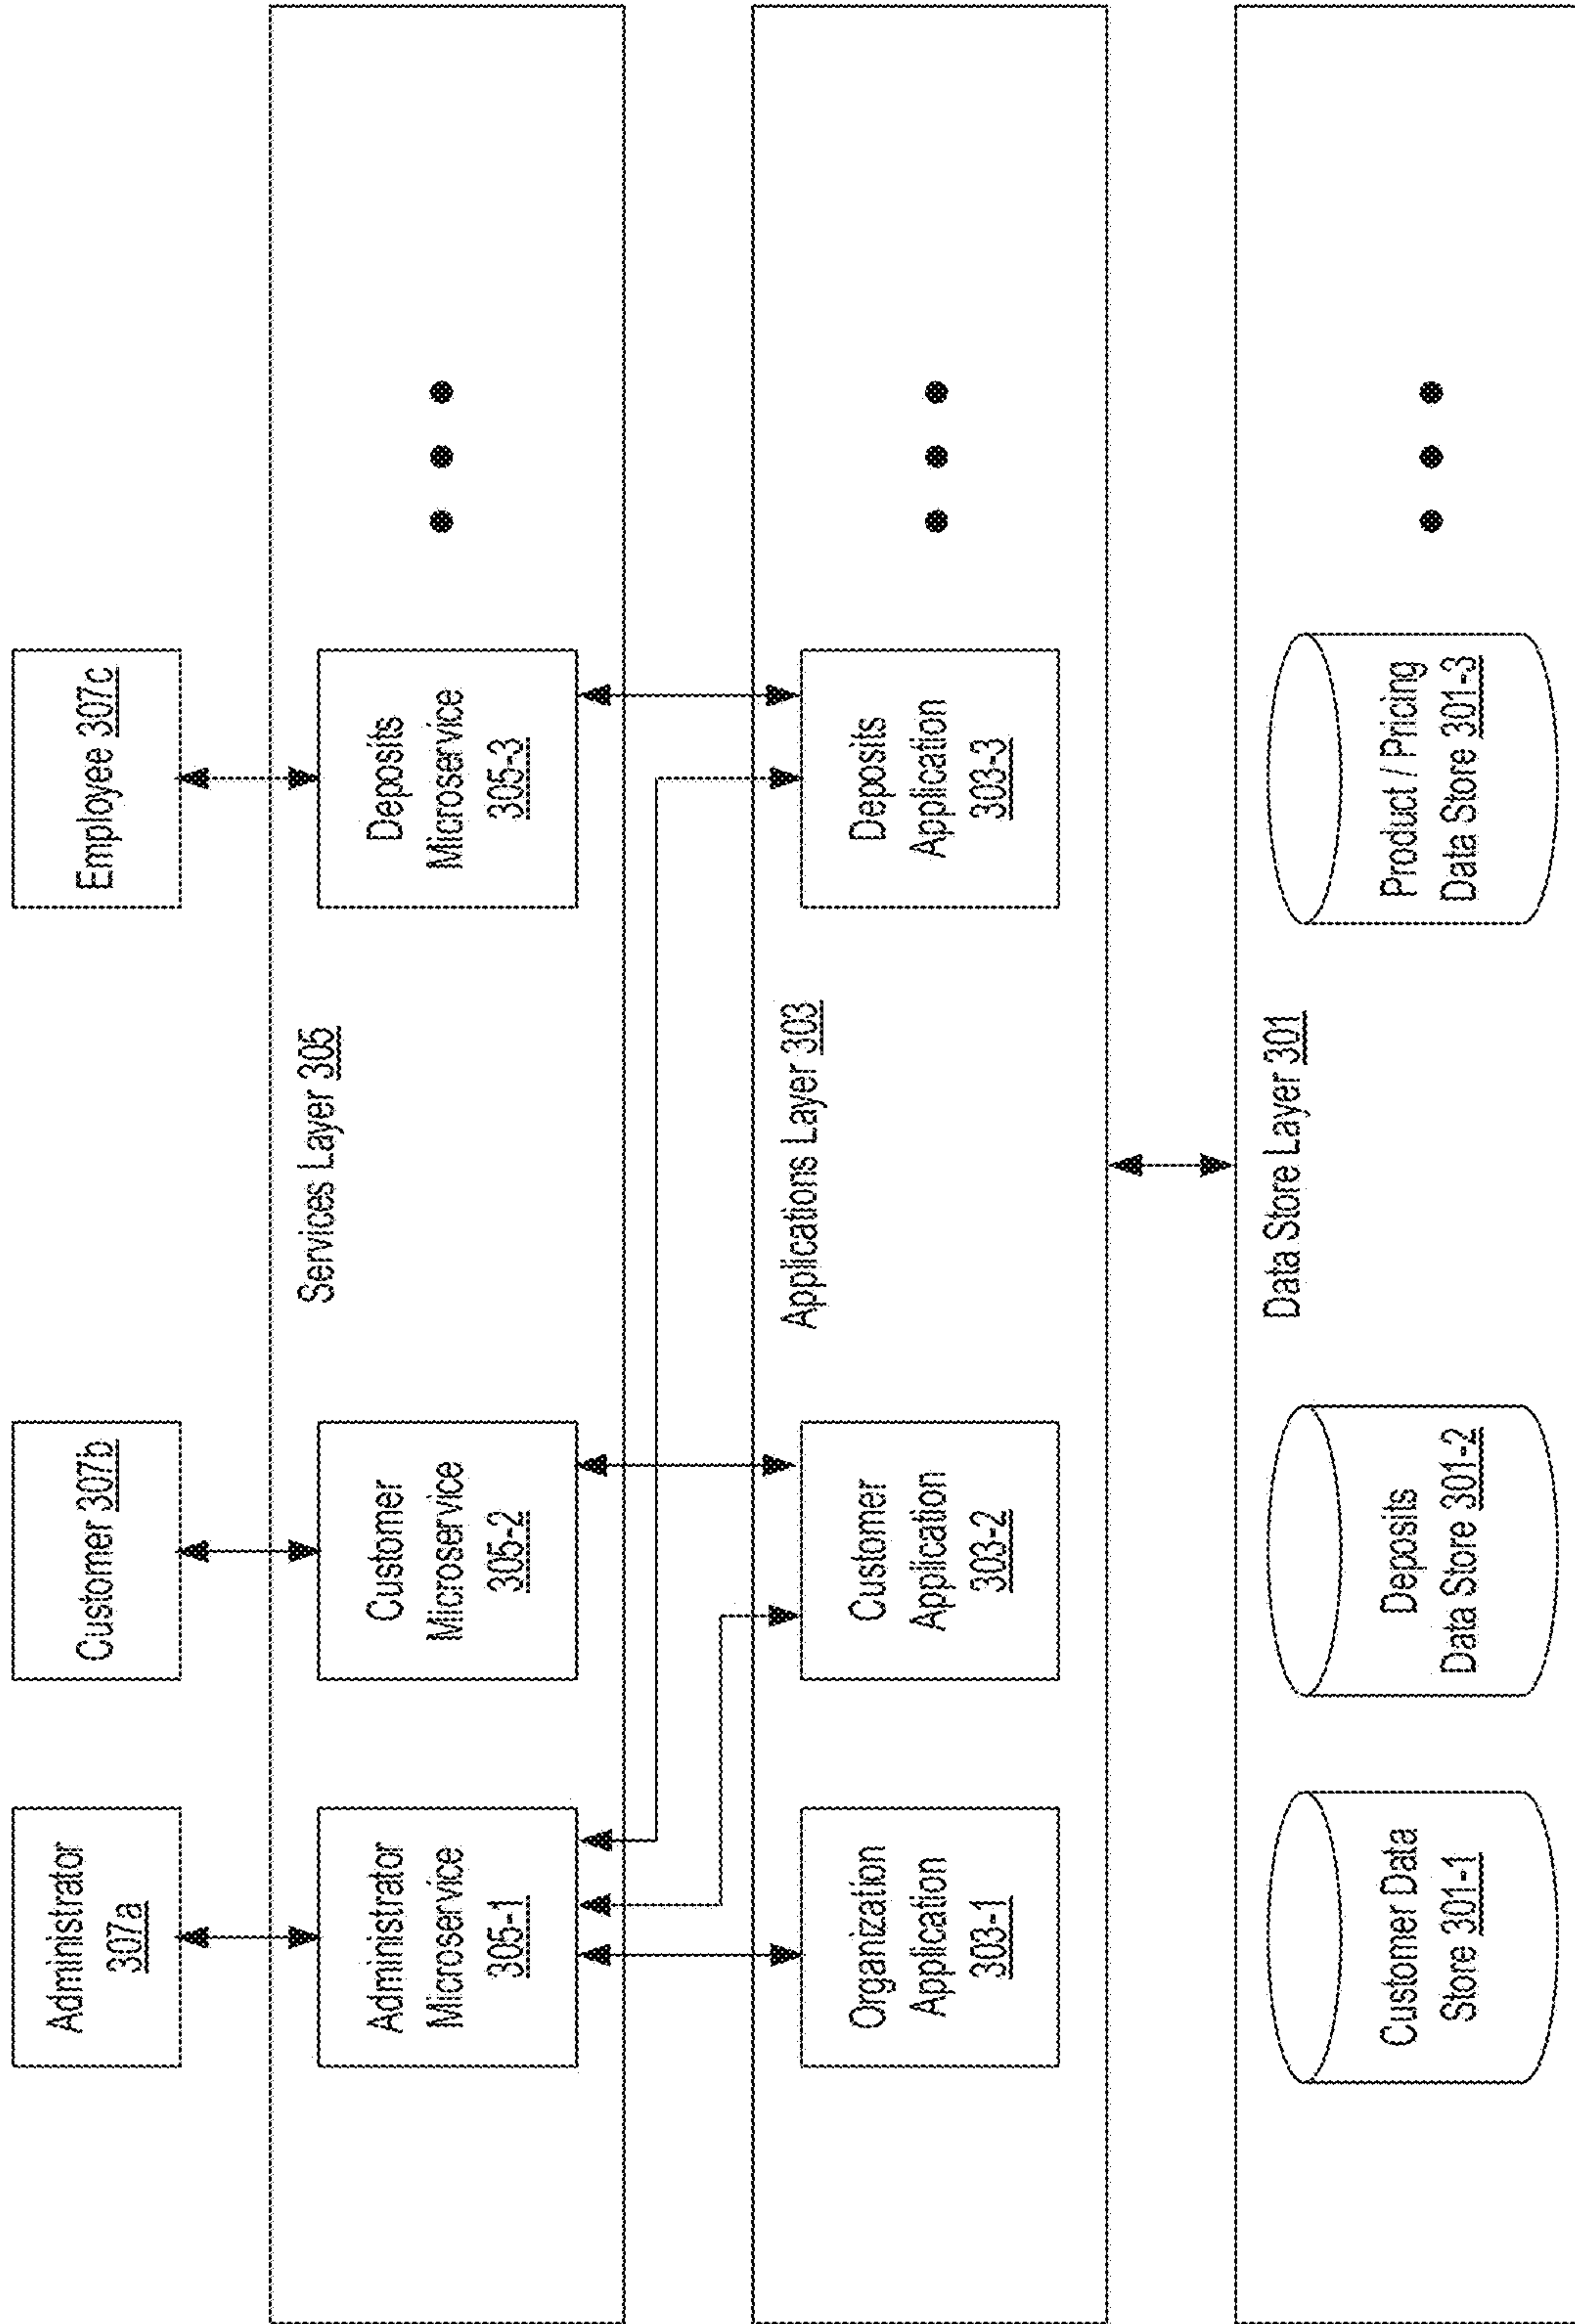 Administrator
307a
Customer 307b
Employee 307c
Services Layer 305
Administrator
Microservice
305-1
Customer
Microservice
305-2
Deposits
Microservice
305-3
Applications Layer 303
Organization
Application
303-1
Customer
Application
303-2
Deposits
Application
303-3
Data Store Layer 301
Customer Data
Store 301-1
Deposits
Data Store 301-2
Product / Pricing
Data Store 301-3